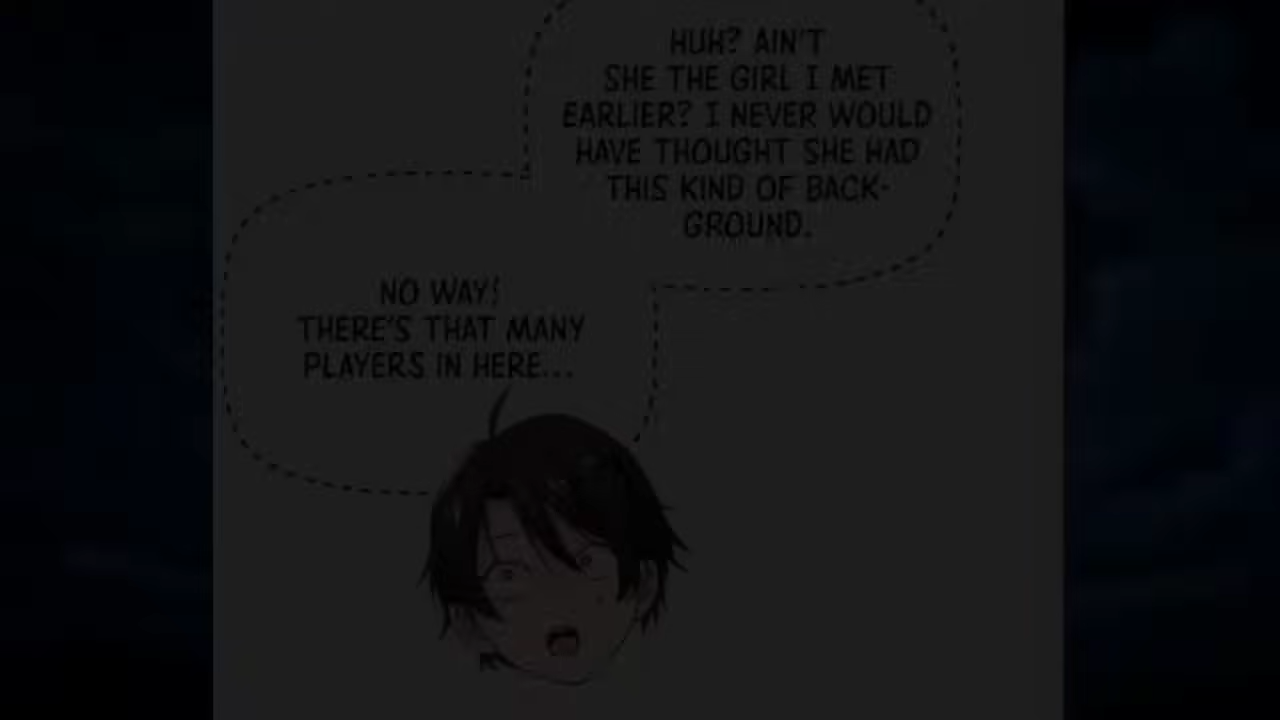 HUH? AIN'T
SHE THE GIRL I MET
EARLIER? I NEVER WOULD
HAVE THOUGHT SHE HAD
THIS KIND OF BACK-
GROUND.
NO WAY!
THERE'S THAT MANY
PLAYERS IN HERE...